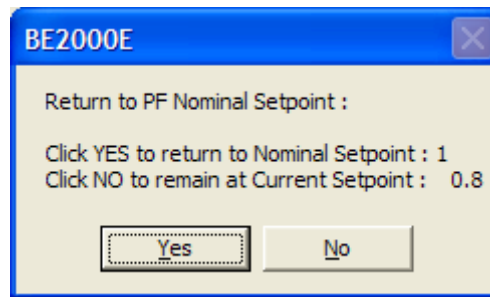 BE2000E
Return to PF Nominal Setpoint :
Click YES to return to Nominal Setpoint : 1
Click NO to remain at Current Setpoint : 0.8
Yes No